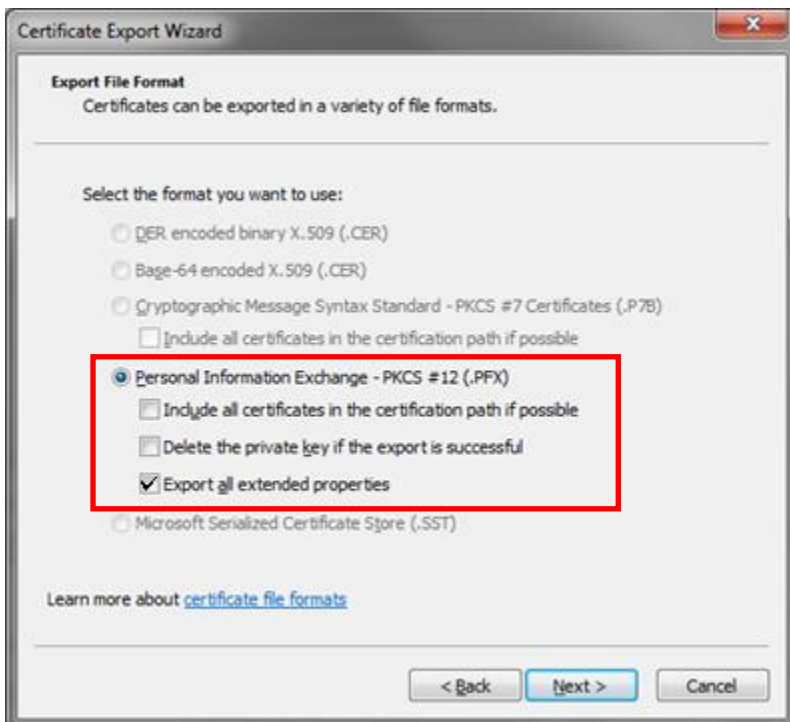 Certificate Export Wizard
Export File Format
Certificates can be exported in a variety of file formats.
Select the format you want to use:
DER encoded binary X.509 (.CER)
Base-64 encoded X.509 (.CER)
Cryptographic Message Syntax Standard - PKCS #7 Certificates (.P7B)
Include all certificates in the certification path if possible
Personal Information Exchange - PKCS #12 (.PFX)
Include all certificates in the certification path if possible
Delete the private key if the export is successful
Export all extended properties
Microsoft Serialized Certificate Store (.SST)
Learn more about certificate file formats
< Back Next > Cancel